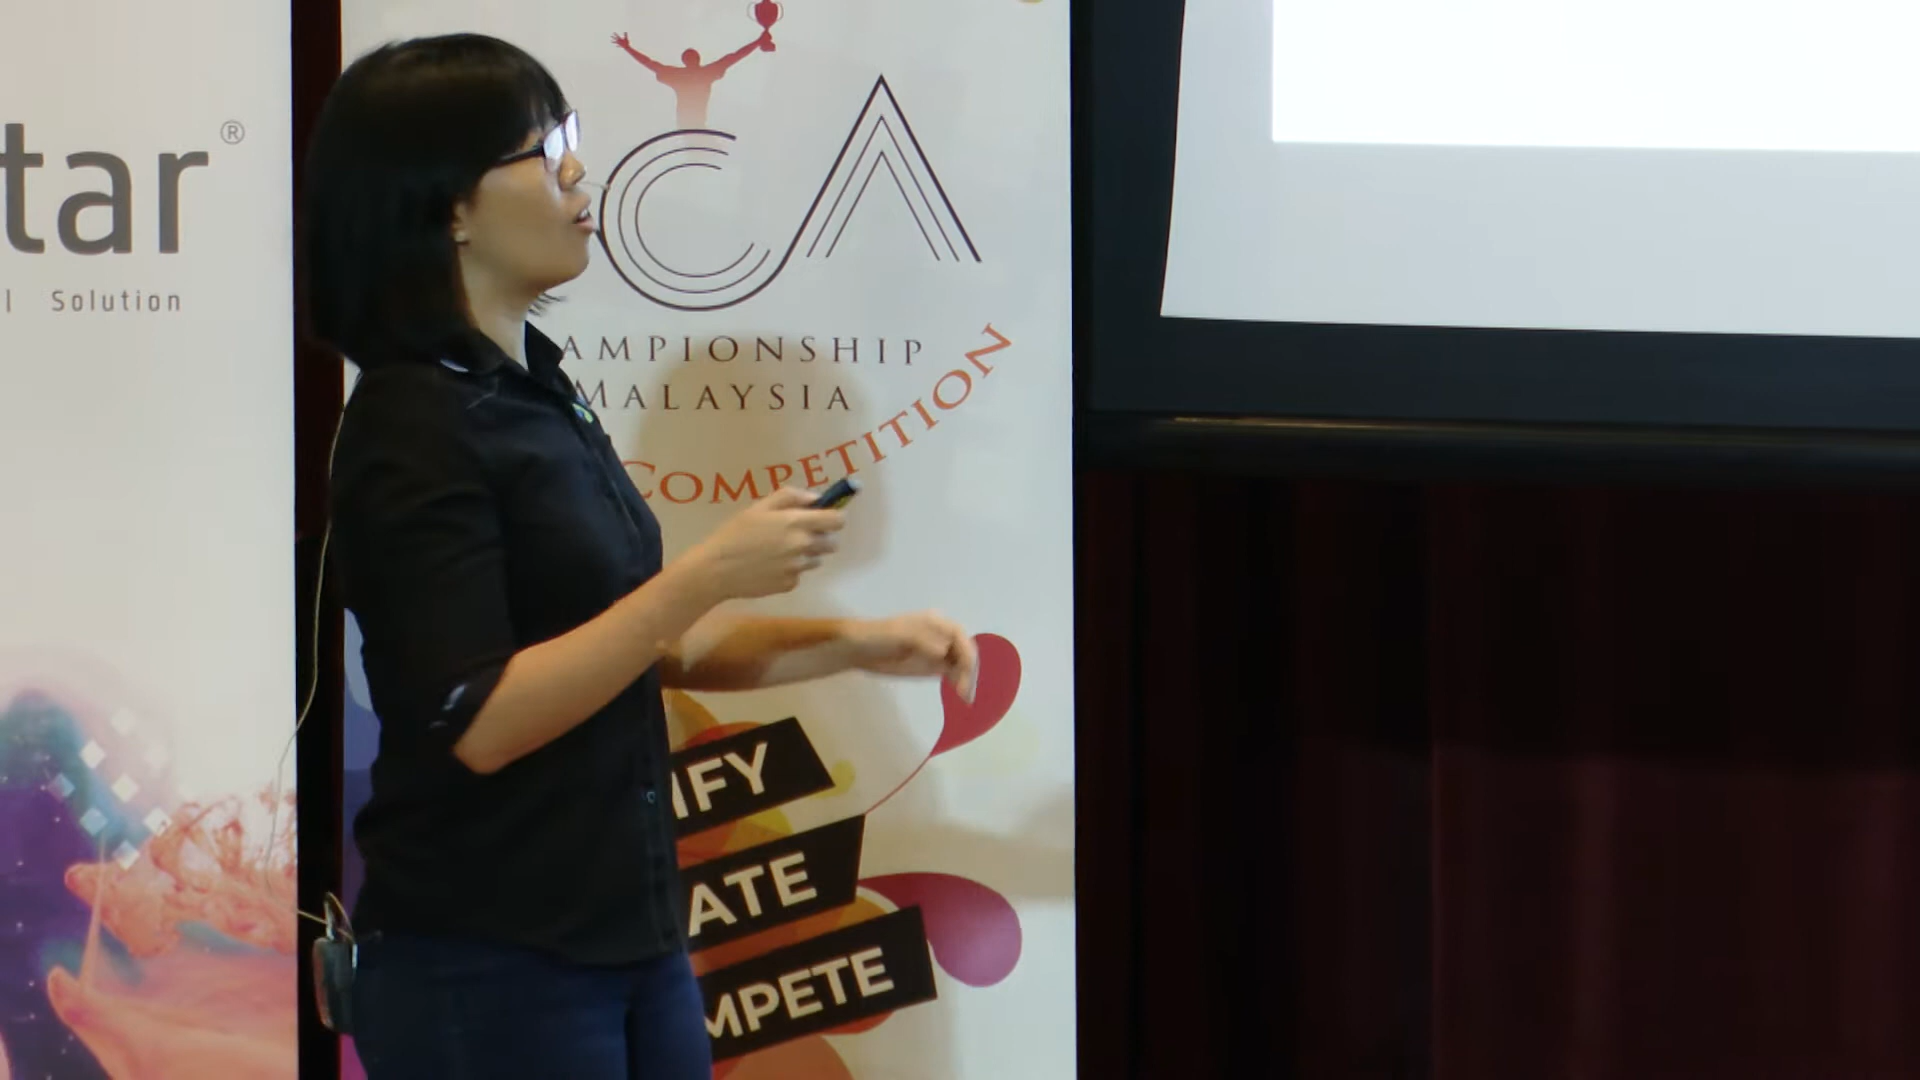 tar®
| Solution
CA
AMPIONSHIP
MALAYSIA
COMPETITION
IFY
ATE
MPETE